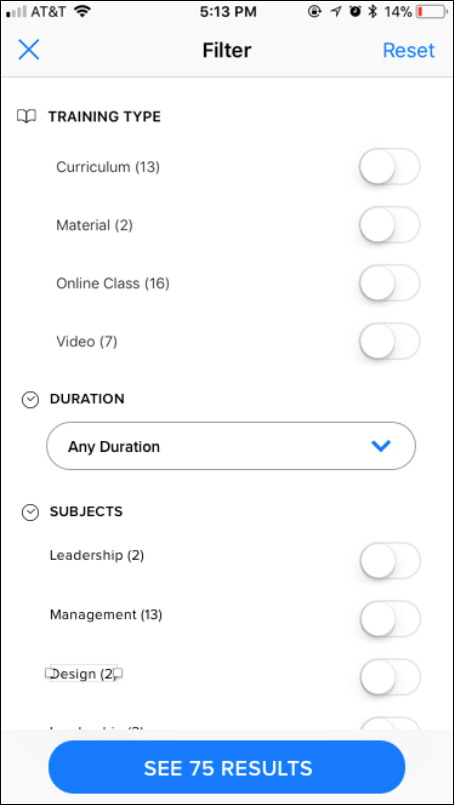 AT&T 5:13 PM 14%
Filter Reset
TRAINING TYPE
Curriculum (13)
Material (2)
Online Class (16)
Video (7)
DURATION
Any Duration
SUBJECTS
Leadership (2)
Management (13)
Design (2)
SEE 75 RESULTS